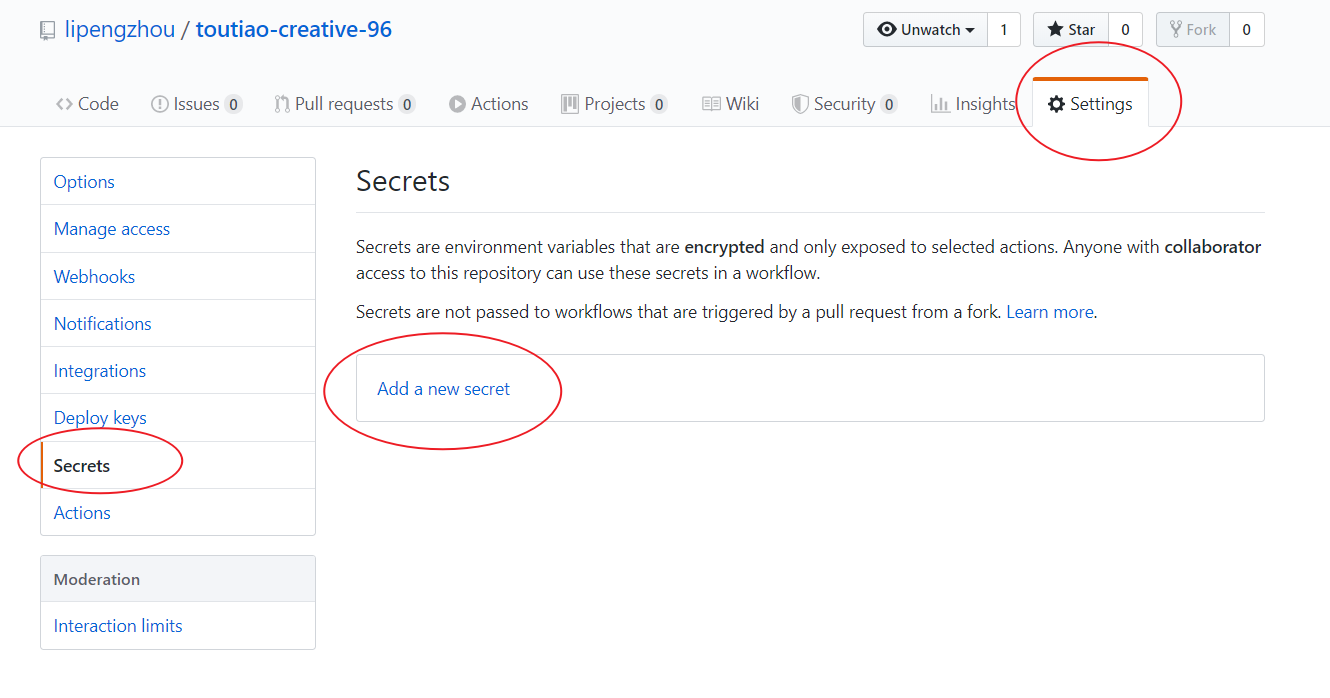 lipengzhou / toutiao-creative-96
Unwatch 1 Star 0 Fork 0
Code Issues 0 Pull requests 0 Actions Projects 0 Wiki Security 0 Insights Settings
Options
Manage access
Webhooks
Notifications
Integrations
Deploy keys
Secrets
Actions
Moderation
Interaction limits
Secrets
Secrets are environment variables that are encrypted and only exposed to selected actions. Anyone with collaborator
access to this repository can use these secrets in a workflow.
Secrets are not passed to workflows that are triggered by a pull request from a fork. Learn more.
Add a new secret